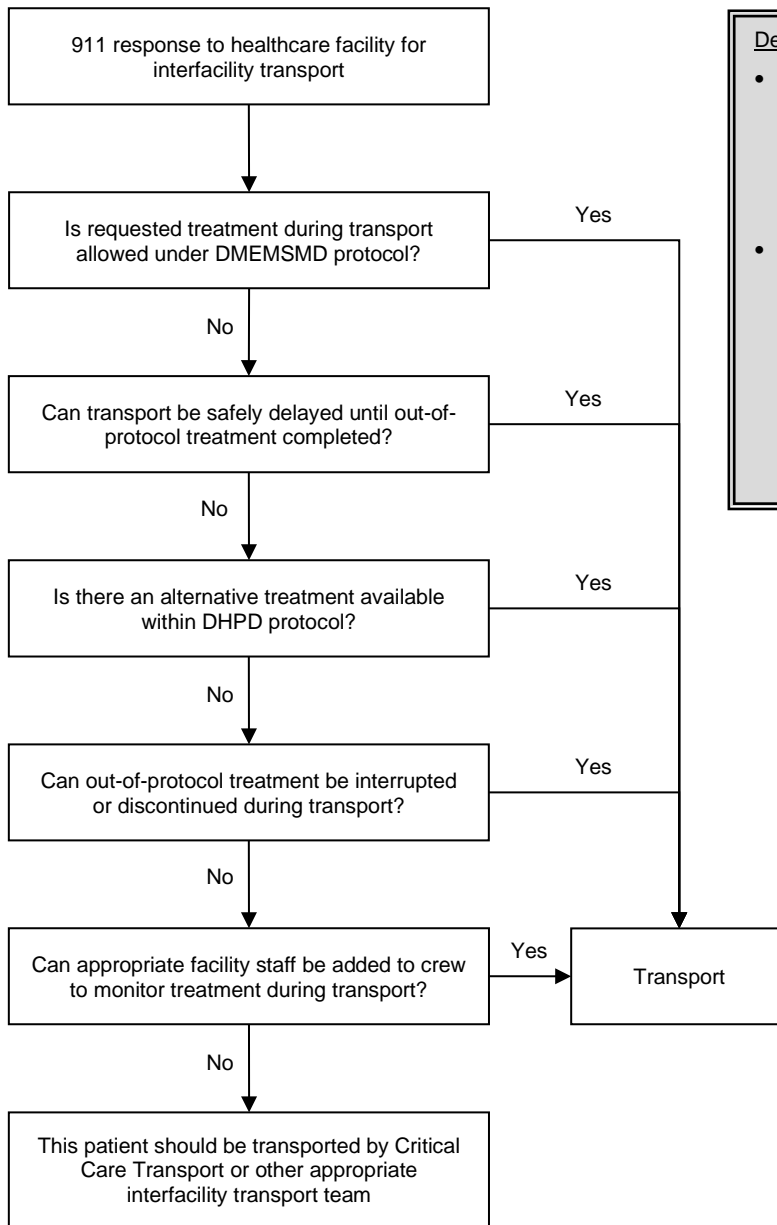 911 response to healthcare facility for
interfacility transport
Is requested treatment during transport
allowed under DMEMSMD protocol?
Yes
No
Can transport be safely delayed until out-of-
protocol treatment completed?
Yes
No
Is there an alternative treatment available
within DHPD protocol?
Yes
No
Can out-of-protocol treatment be interrupted
or discontinued during transport?
Yes
No
Can appropriate facility staff be added to crew
to monitor treatment during transport?
Yes
Transport
No
This patient should be transported by Critical
Care Transport or other appropriate
interfacility transport team